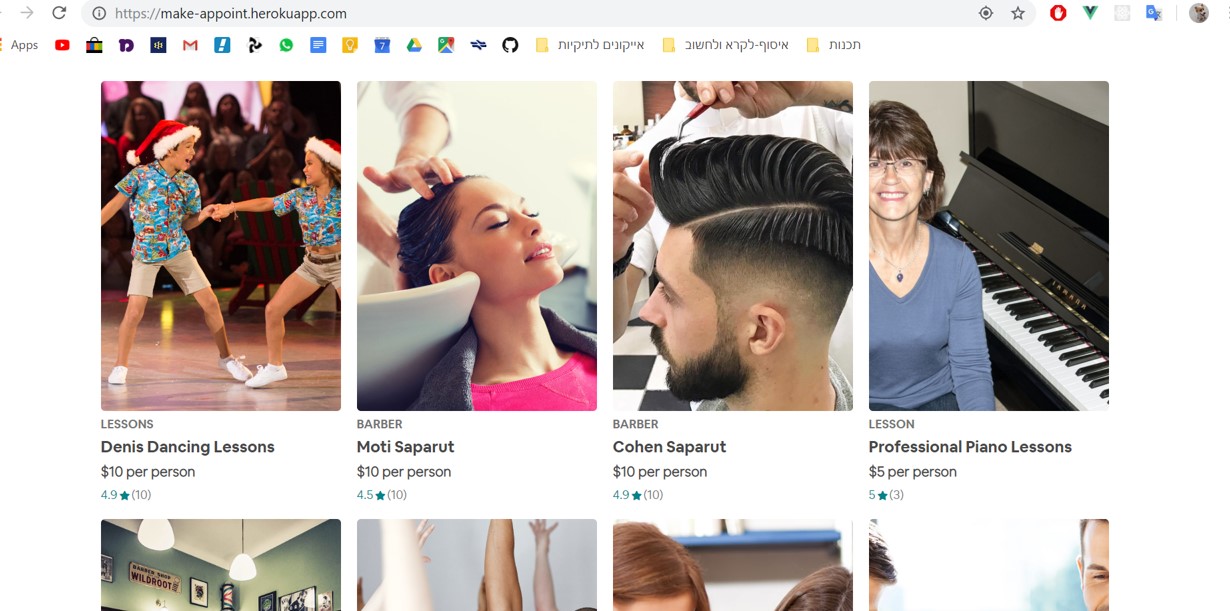 https://make-appoint.herokuapp.com
Apps
אייקונים לתיקיות
איסוף-לקרא ולחשוב
תכנות
YAMAHA
LESSONS
BARBER
BARBER
LESSON
Denis Dancing Lessons
Moti Saparut
Cohen Saparut
Professional Piano Lessons
$10 per person
$10 per person
$10 per person
$5 per person
4.9 ★ (10)
4.5 ★ (10)
4.9 ★ (10)
5 ★ (3)
BARBER SHOP
WILDROOT